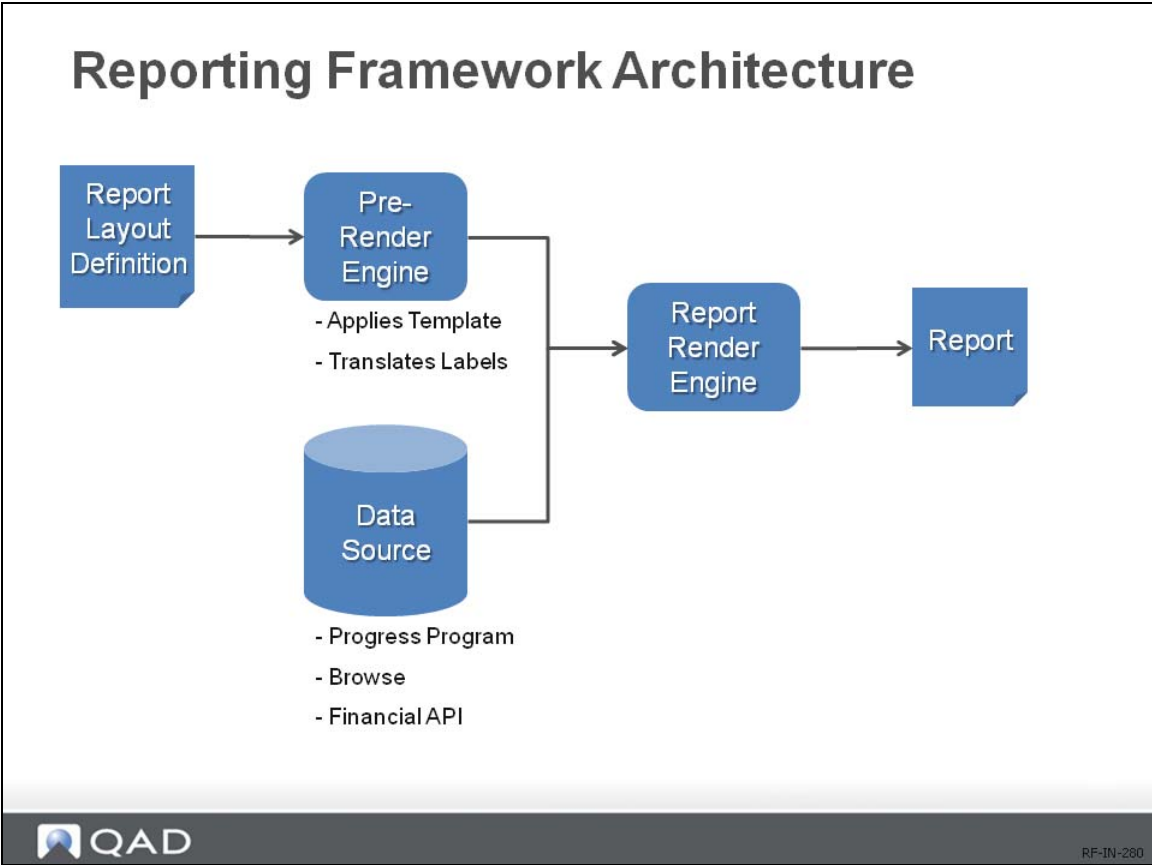 Reporting Framework Architecture
Report
Layout
Definition
Pre-
Render
Engine
- Applies Template
- Translates Labels
Report
Render
Engine
Report
Data
Source
- Progress Program
- Browse
- Financial API
QAD
RF-IN-280